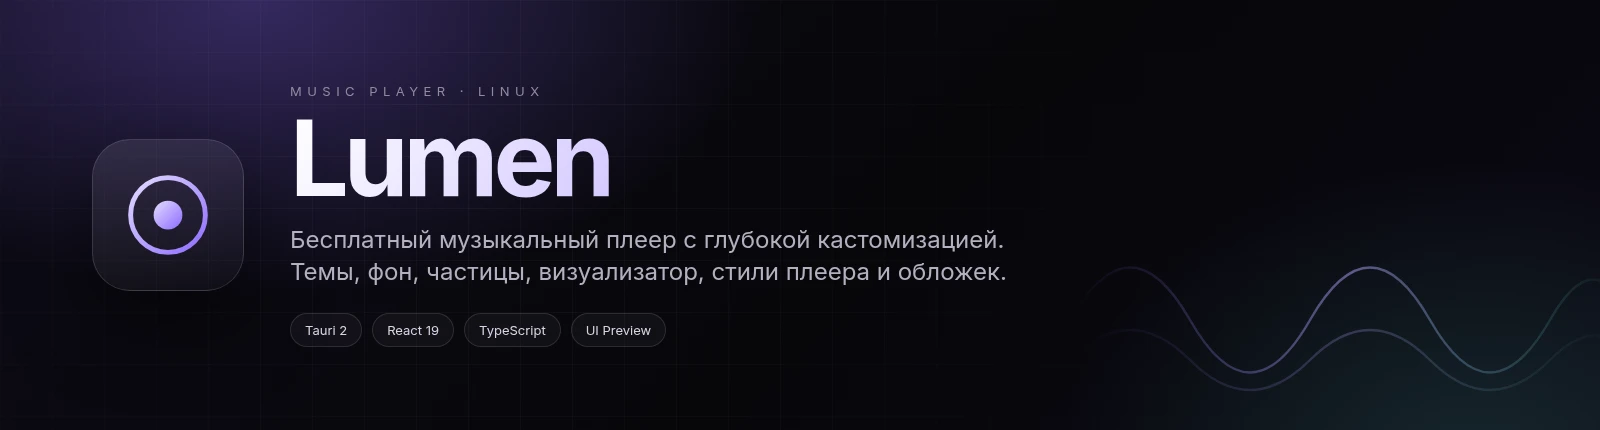 MUSIC PLAYER · LINUX
Lumen
Бесплатный музыкальный плеер с глубокой кастомизацией.
Темы, фон, частицы, визуализатор, стили плеера и обложек.
Tauri 2 React 19 TypeScript UI Preview